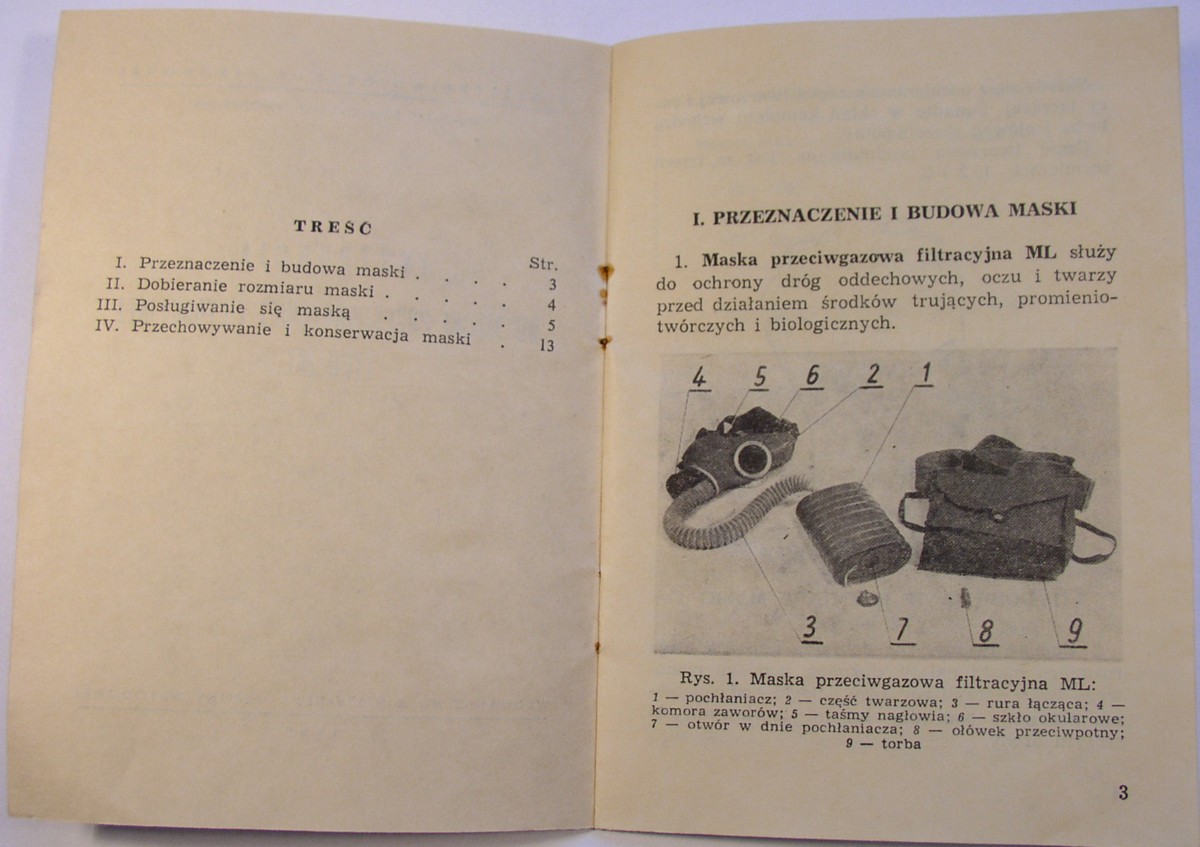 TREŚĆ
Str.
I. Przeznaczenie i budowa maski . . . . 3
II. Dobieranie rozmiaru maski . . . . . 4
III. Posługiwanie się maską . . . . . 5
IV. Przechowywanie i konserwacja maski . 13
I. PRZEZNACZENIE I BUDOWA MASKI
1. Maska przeciwgazowa filtracyjna ML służy
do ochrony dróg oddechowych, oczu i twarzy
przed działaniem środków trujących, promienio-
twórczych i biologicznych.
4 5 6 2 1
3 7 8 9
Rys. 1. Maska przeciwgazowa filtracyjna ML:
1 — pochłaniacz; 2 — część twarzowa; 3 — rura łącząca; 4 —
komora zaworów; 5 — taśmy nagłowia; 6 — szkło okularowe;
7 — otwór w dnie pochłaniacza; 8 — ołówek przeciwpotny;
9 — torba
3